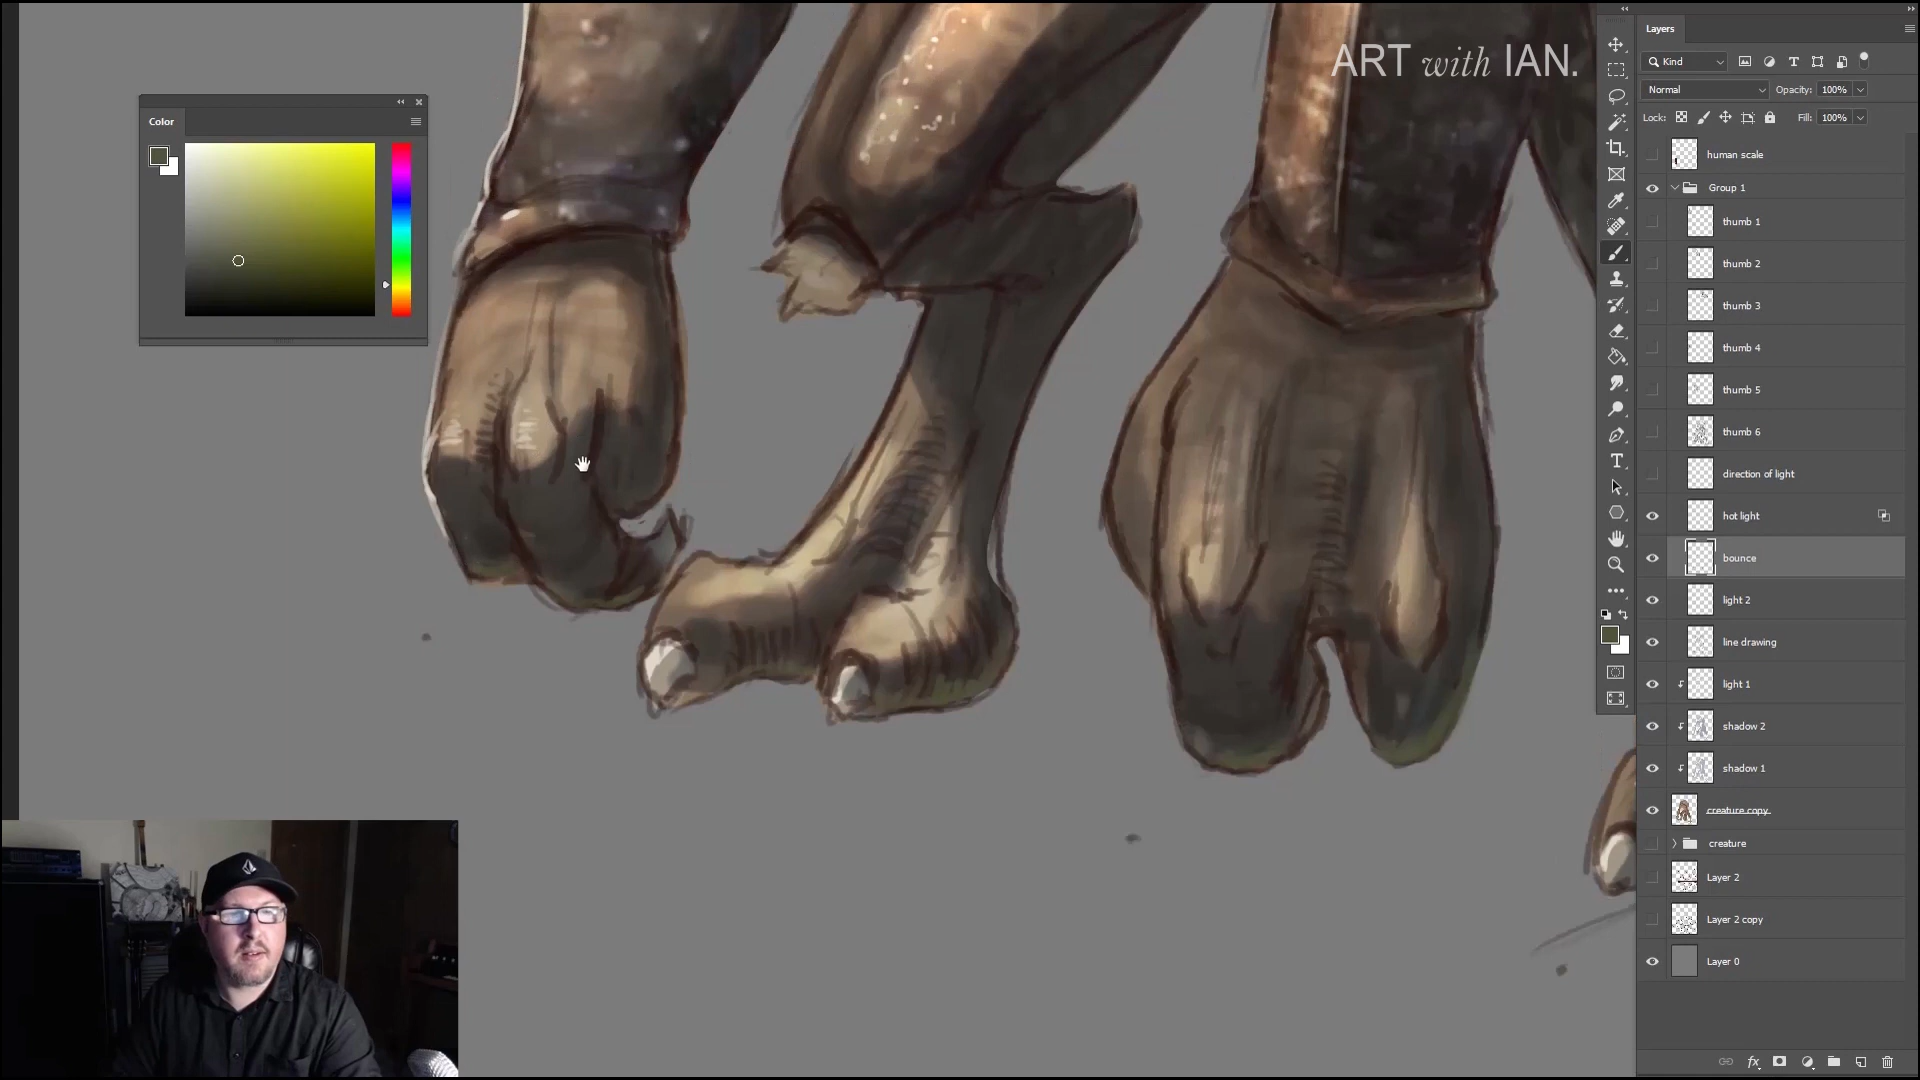 ART with IAN.
Color
Layers
Kind
Normal
Opacity: 100%
Lock:
Fill: 100%
human scale
Group 1
thumb 1
thumb 2
thumb 3
thumb 4
thumb 5
thumb 6
direction of light
hot light
bounce
light 2
line drawing
light 1
shadow 2
shadow 1
creature copy
creature
Layer 2
Layer 2 copy
Layer 0
fx